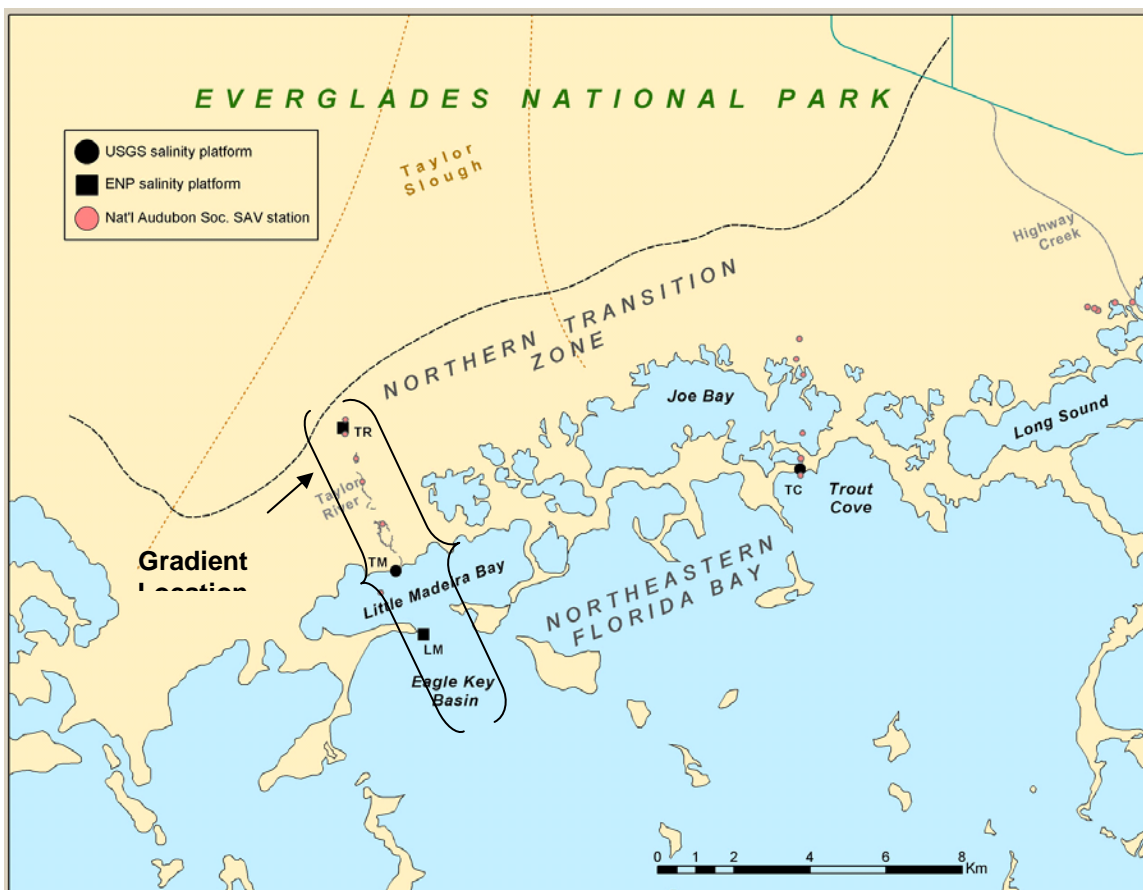 EVERGLADES NATIONAL PARK
USGS salinity platform
ENP salinity platform
Nat'l Audubon Soc. SAV station
Taylor
Slough
Highway
Creek
NORTHERN TRANSITION
ZONE
Joe Bay
Long Sound
TR
Taylor
River
TC
Trout
Cove
Gradient
Location
TM
Little Madeira Bay
NORTHEASTERN
FLORIDA BAY
LM
Eagle Key
Basin
0 1 2 4 6 8
Km